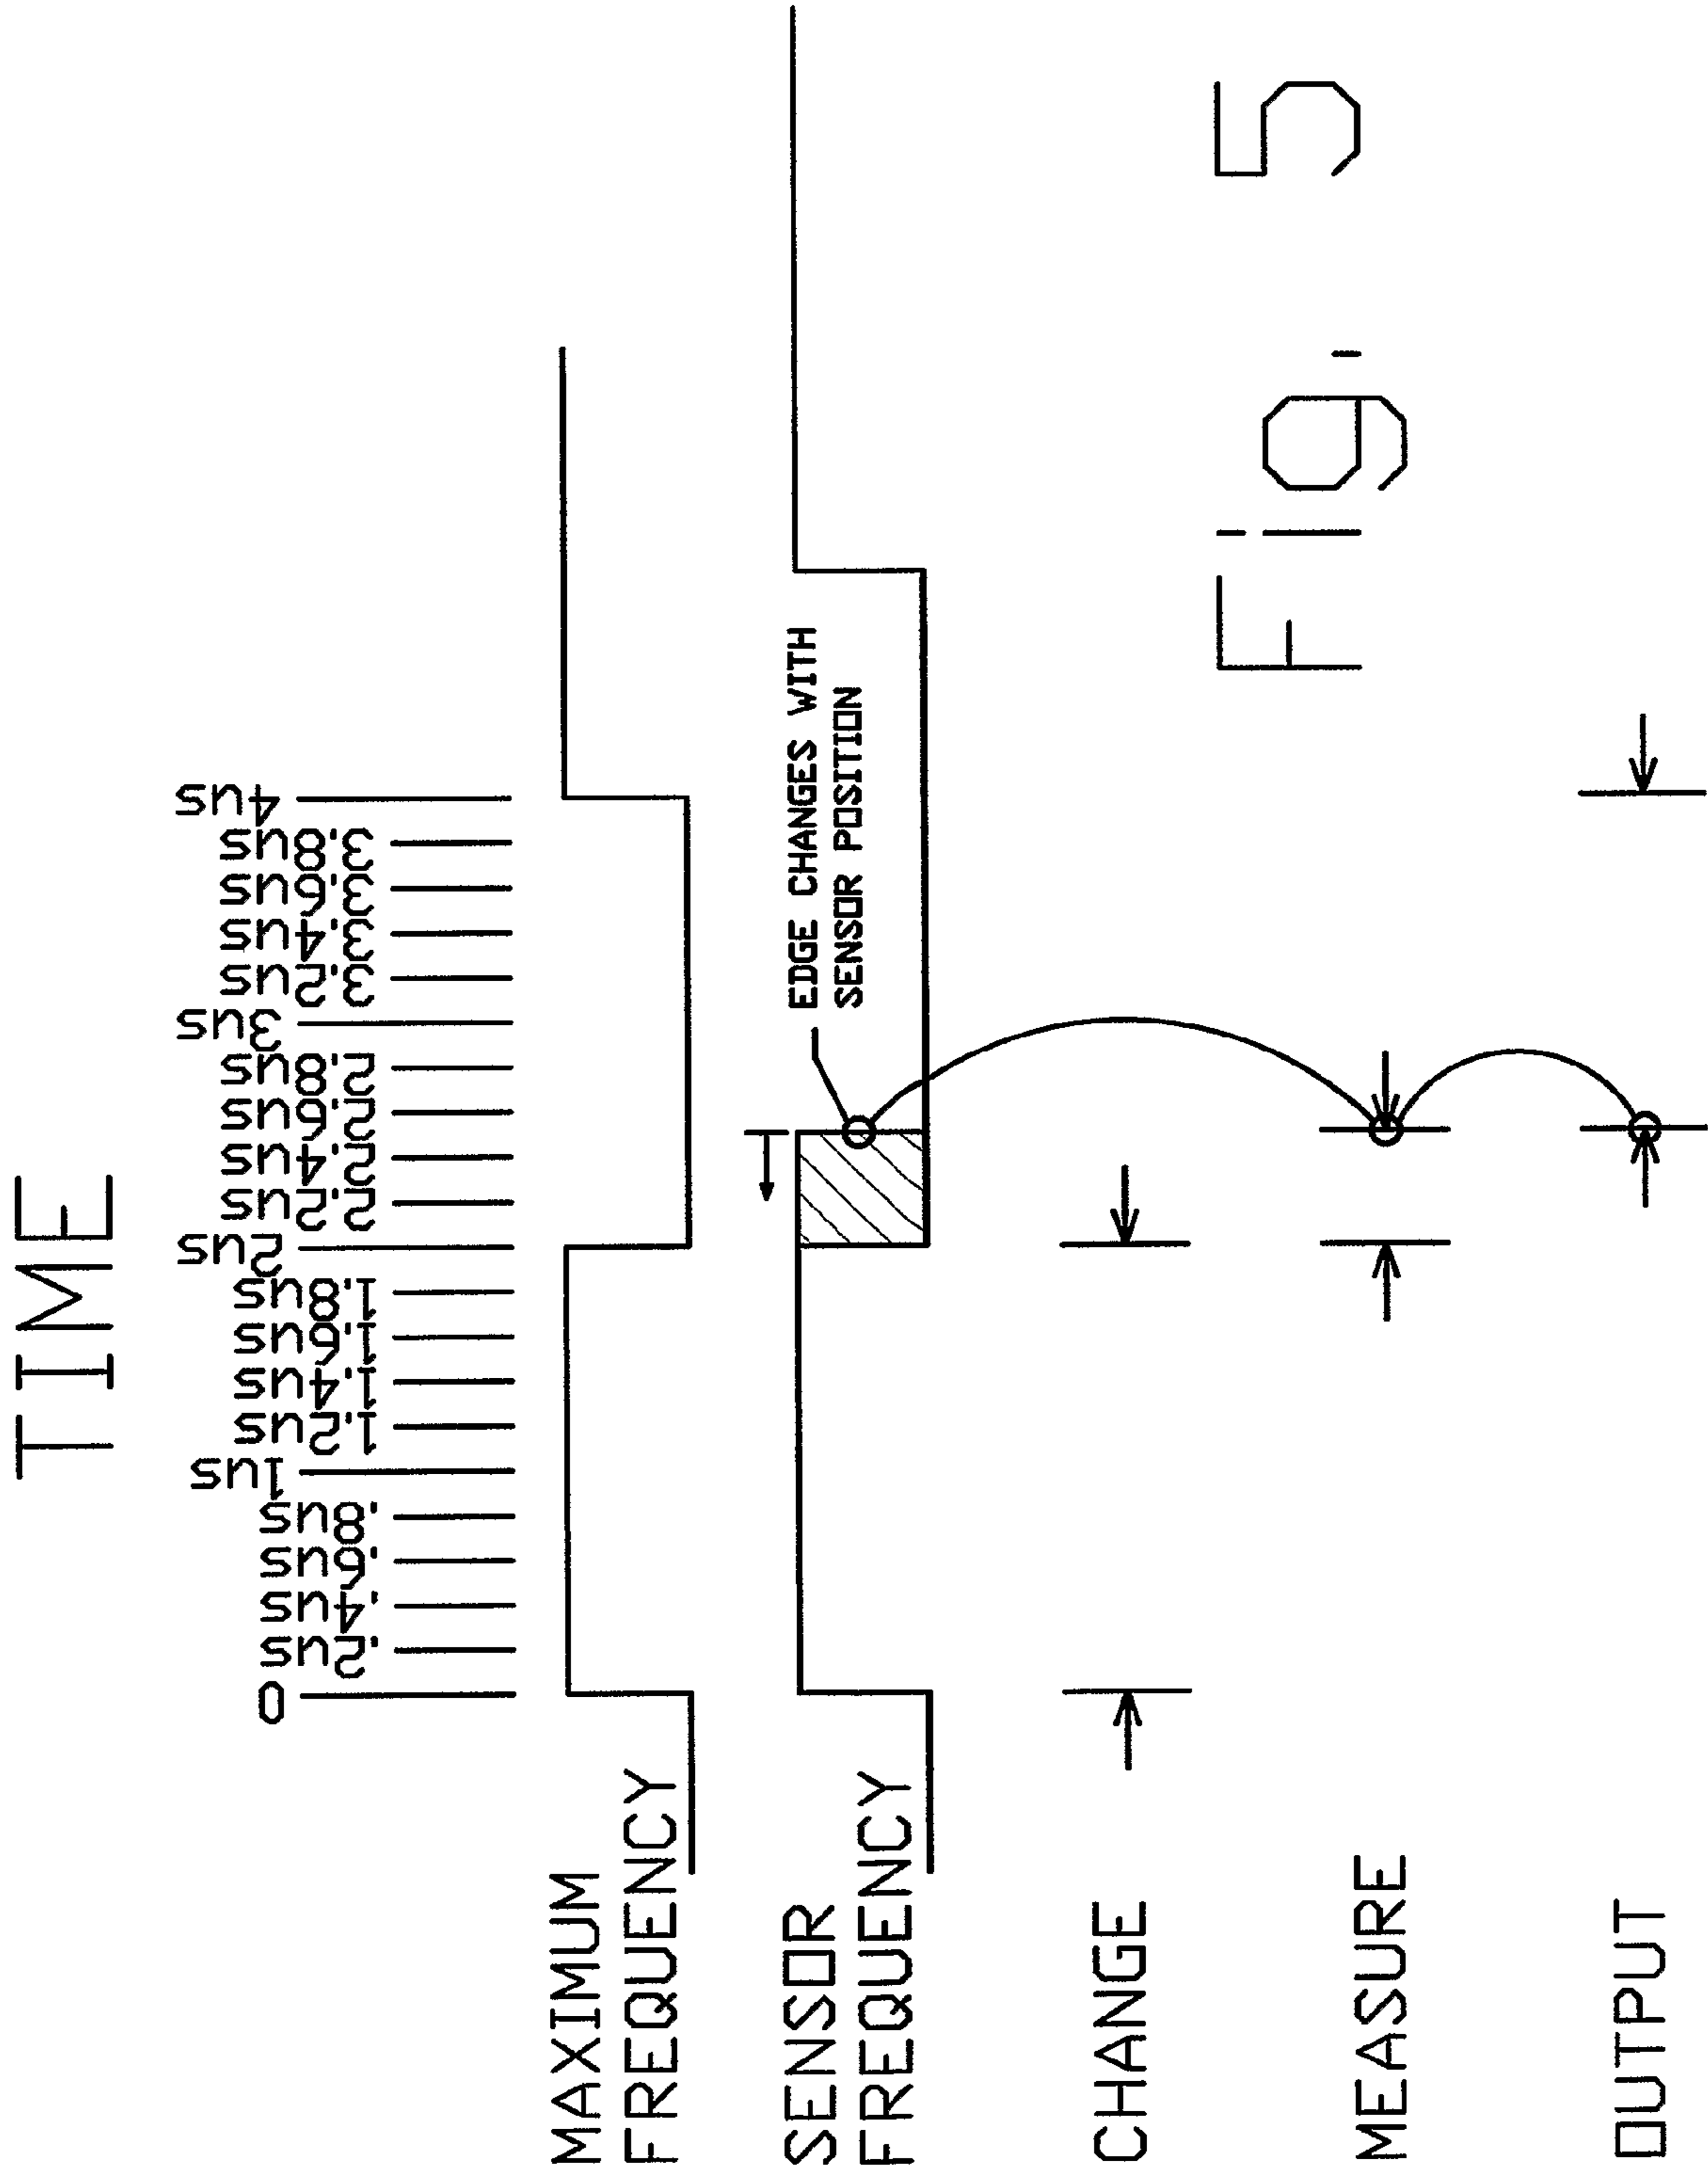 TIME
0
.2us
.4us
.6us
.8us
1us
1.2us
1.4us
1.6us
1.8us
2us
2.2us
2.4us
2.6us
2.8us
3us
3.2us
3.4us
3.6us
3.8us
4us
MAXIMUM
FREQUENCY
SENSOR
FREQUENCY
EDGE CHANGES WITH
SENSOR POSITION
CHANGE
MEASURE
OUTPUT
Fig. 5